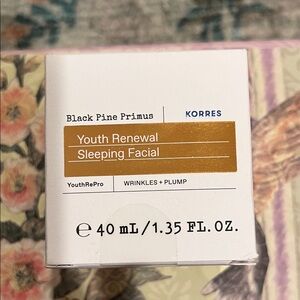 Black Pine Primus | KORRES
Youth Renewal
Sleeping Facial
YouthRePro | WRINKLES + PLUMP
℮ 40 mL/1.35 FL.OZ.